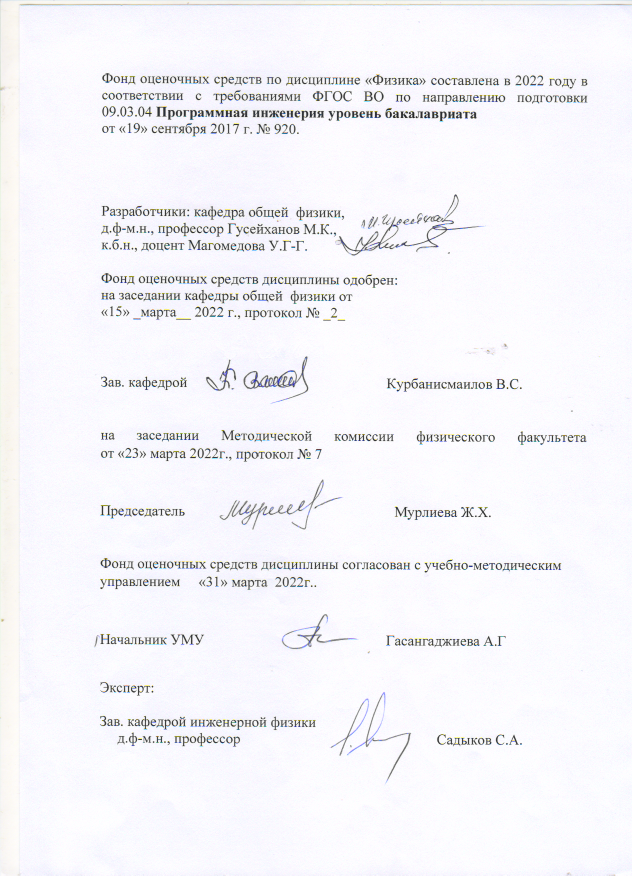 Фонд оценочных средств по дисциплине «Физика» составлена в 2022 году в
соответствии с требованиями ФГОС ВО по направлению подготовки
09.03.04 Программная инженерия уровень бакалавриата
от «19» сентября 2017 г. № 920.
Разработчики: кафедра общей физики,
д.ф-м.н., профессор Гусейханов М.К.,
к.б.н., доцент Магомедова У.Г-Г.
Фонд оценочных средств дисциплины одобрен:
на заседании кафедры общей физики от
«15» _марта__ 2022 г., протокол № _2_
Зав. кафедрой Курбанисмаилов В.С.
на заседании Методической комиссии физического факультета
от «23» марта 2022г., протокол № 7
Председатель Мурлиева Ж.Х.
Фонд оценочных средств дисциплины согласован с учебно-методическим
управлением «31» марта 2022г..
Начальник УМУ Гасангаджиева А.Г
Эксперт:
Зав. кафедрой инженерной физики
д.ф-м.н., профессор Садыков С.А.